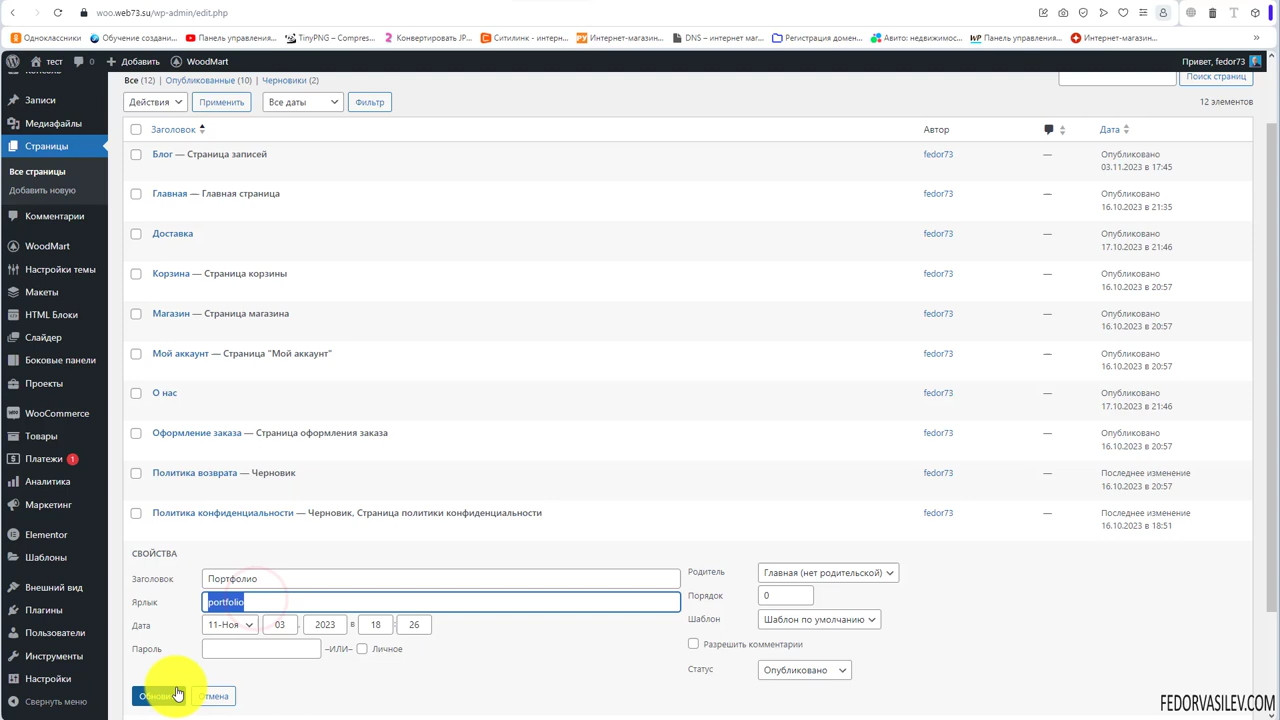 woo.web73.su/wp-admin/edit.php
Одноклассники Обучение создани... Панель управления... TinyPNG – Compres... Конвертировать JP... Ситилинк - интерн... Интернет-магазин... DNS – интернет маг... Регистрация домен... Авито: недвижимос... Панель управления... Интернет-магазин... »
тест 0 Добавить WoodMart Привет, fedor73
Все (12) | Опубликованные (10) | Черновики (2) Поиск страниц
Действия Применить Все даты Фильтр 12 элементов
Записи
Медиафайлы
Страницы
Все страницы
Добавить новую
Комментарии
WoodMart
Настройки темы
Макеты
HTML Блоки
Слайдер
Боковые панели
Проекты
WooCommerce
Товары
Платежи 1
Аналитика
Маркетинг
Elementor
Шаблоны
Внешний вид
Плагины
Пользователи
Инструменты
Настройки
Свернуть меню
Заголовок Автор Дата
Блог — Страница записей fedor73 — Опубликовано
03.11.2023 в 17:45
Главная — Главная страница fedor73 — Опубликовано
16.10.2023 в 21:35
Доставка fedor73 — Опубликовано
17.10.2023 в 21:46
Корзина — Страница корзины fedor73 — Опубликовано
16.10.2023 в 20:57
Магазин — Страница магазина fedor73 — Опубликовано
16.10.2023 в 20:57
Мой аккаунт — Страница "Мой аккаунт" fedor73 — Опубликовано
16.10.2023 в 20:57
О нас fedor73 — Опубликовано
17.10.2023 в 21:46
Оформление заказа — Страница оформления заказа fedor73 — Опубликовано
16.10.2023 в 20:57
Политика возврата — Черновик fedor73 — Последнее изменение
16.10.2023 в 20:57
Политика конфиденциальности — Черновик, Страница политики конфиденциальности fedor73 — Последнее изменение
16.10.2023 в 18:51
СВОЙСТВА
Заголовок Портфолио
Ярлык portfolio
Дата 11-Ноя 03 . 2023 в 18 : 26
Пароль –ИЛИ– Личное
Родитель Главная (нет родительской)
Порядок 0
Шаблон Шаблон по умолчанию
Разрешить комментарии
Статус Опубликовано
Отмена
FEDORVASILEV.COM